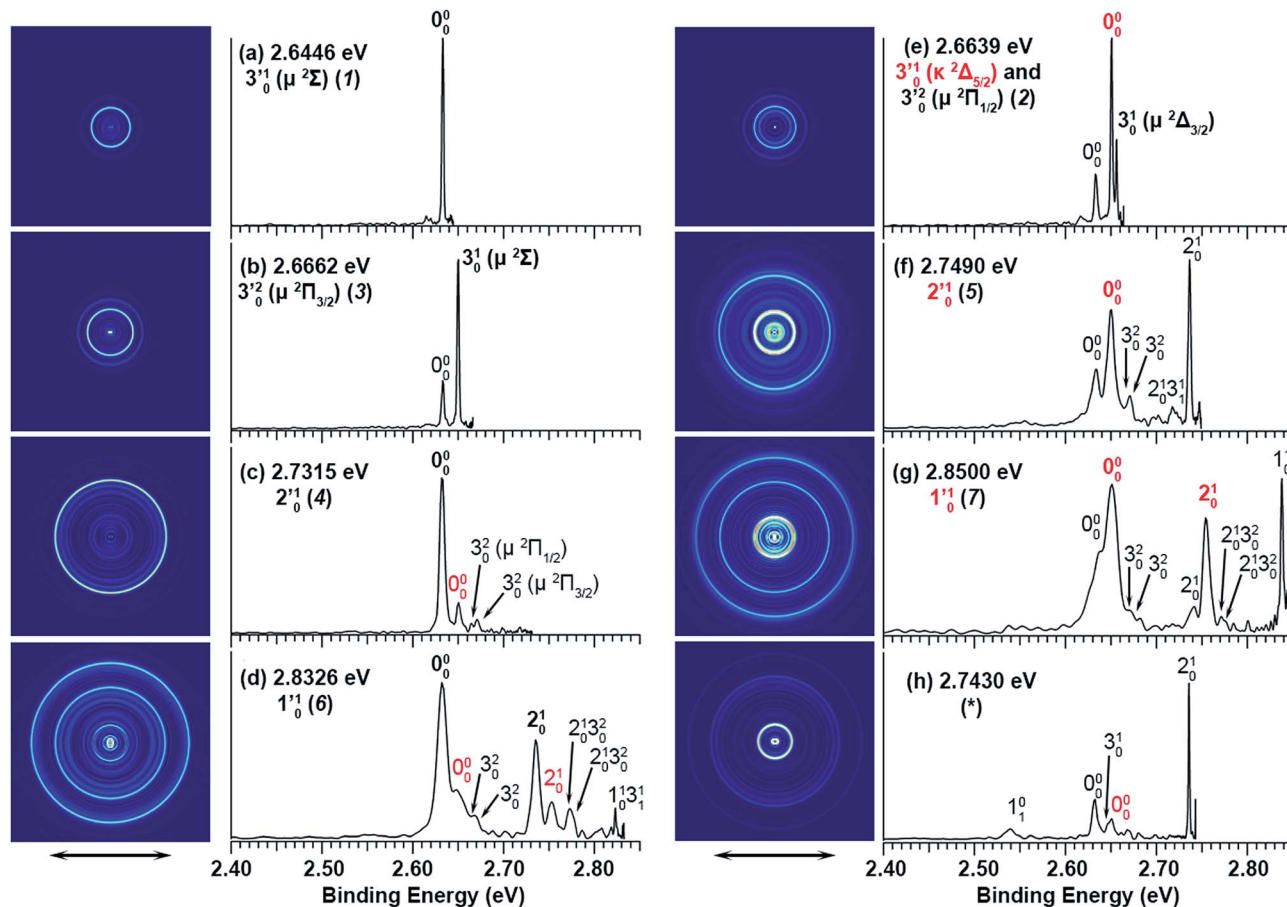 (a) 2.6446 eV
3'¹₀ (μ ²Σ) (1)
0⁰₀
(b) 2.6662 eV
3'²₀ (μ ²Π₃/₂) (3)
0⁰₀
3¹₀ (μ ²Σ)
(c) 2.7315 eV
2'¹₀ (4)
0⁰₀
0⁰₀
3²₀ (μ ²Π₁/₂)
3²₀ (μ ²Π₃/₂)
(d) 2.8326 eV
1'¹₀ (6)
0⁰₀
0⁰₀
3²₀
3²₀
2¹₀
2¹₀
2¹₀3²₀
2¹₀3²₀
1¹₀3¹₁
2.40 2.50 2.60 2.70 2.80
Binding Energy (eV)
(e) 2.6639 eV
3'¹₀ (κ ²Δ₅/₂) and
3'²₀ (μ ²Π₁/₂) (2)
0⁰₀
0⁰₀
3¹₀ (μ ²Δ₃/₂)
(f) 2.7490 eV
2'¹₀ (5)
0⁰₀
0⁰₀
3²₀
3²₀
2¹₀3¹₁
2¹₀
(g) 2.8500 eV
1'¹₀ (7)
0⁰₀
0⁰₀
3²₀
3²₀
2¹₀
2¹₀
2¹₀3²₀
2¹₀3²₀
1¹₀
(h) 2.7430 eV
(*)
1⁰₁
0⁰₀
3¹₀
0⁰₀
2¹₀
2.40 2.50 2.60 2.70 2.80
Binding Energy (eV)